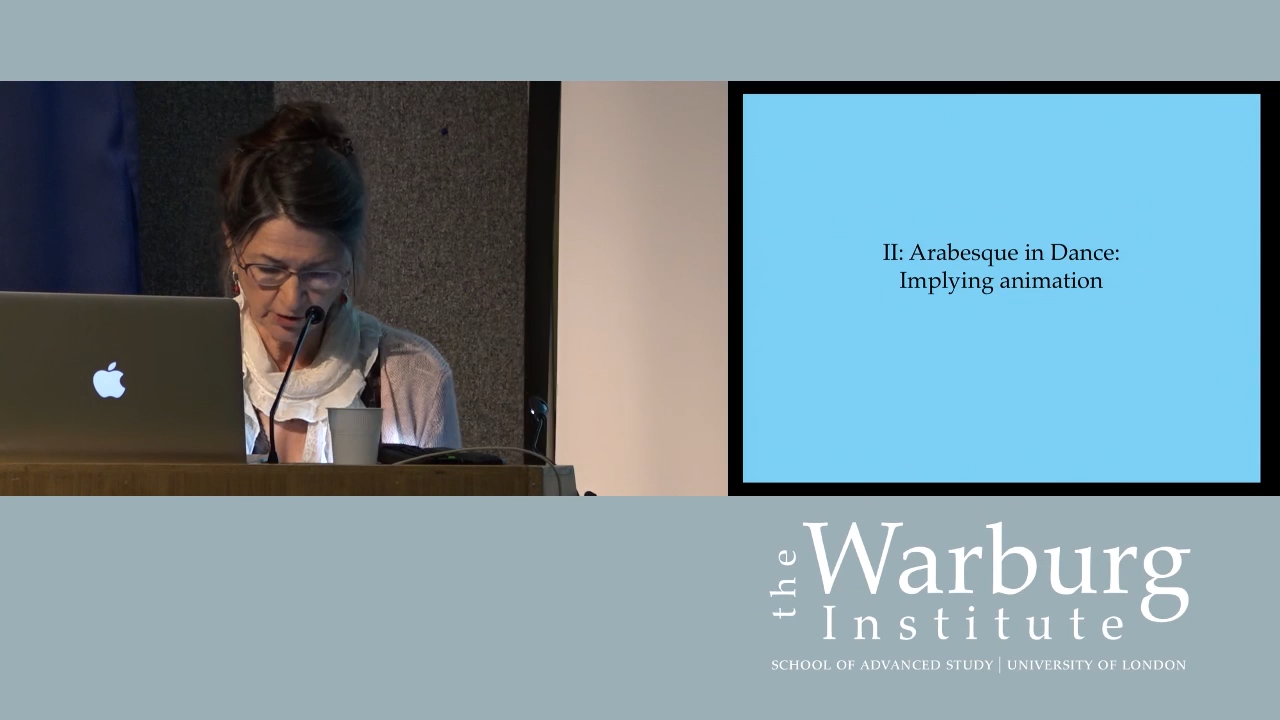 II: Arabesque in Dance:
Implying animation
the Warburg
Institute
SCHOOL OF ADVANCED STUDY | UNIVERSITY OF LONDON